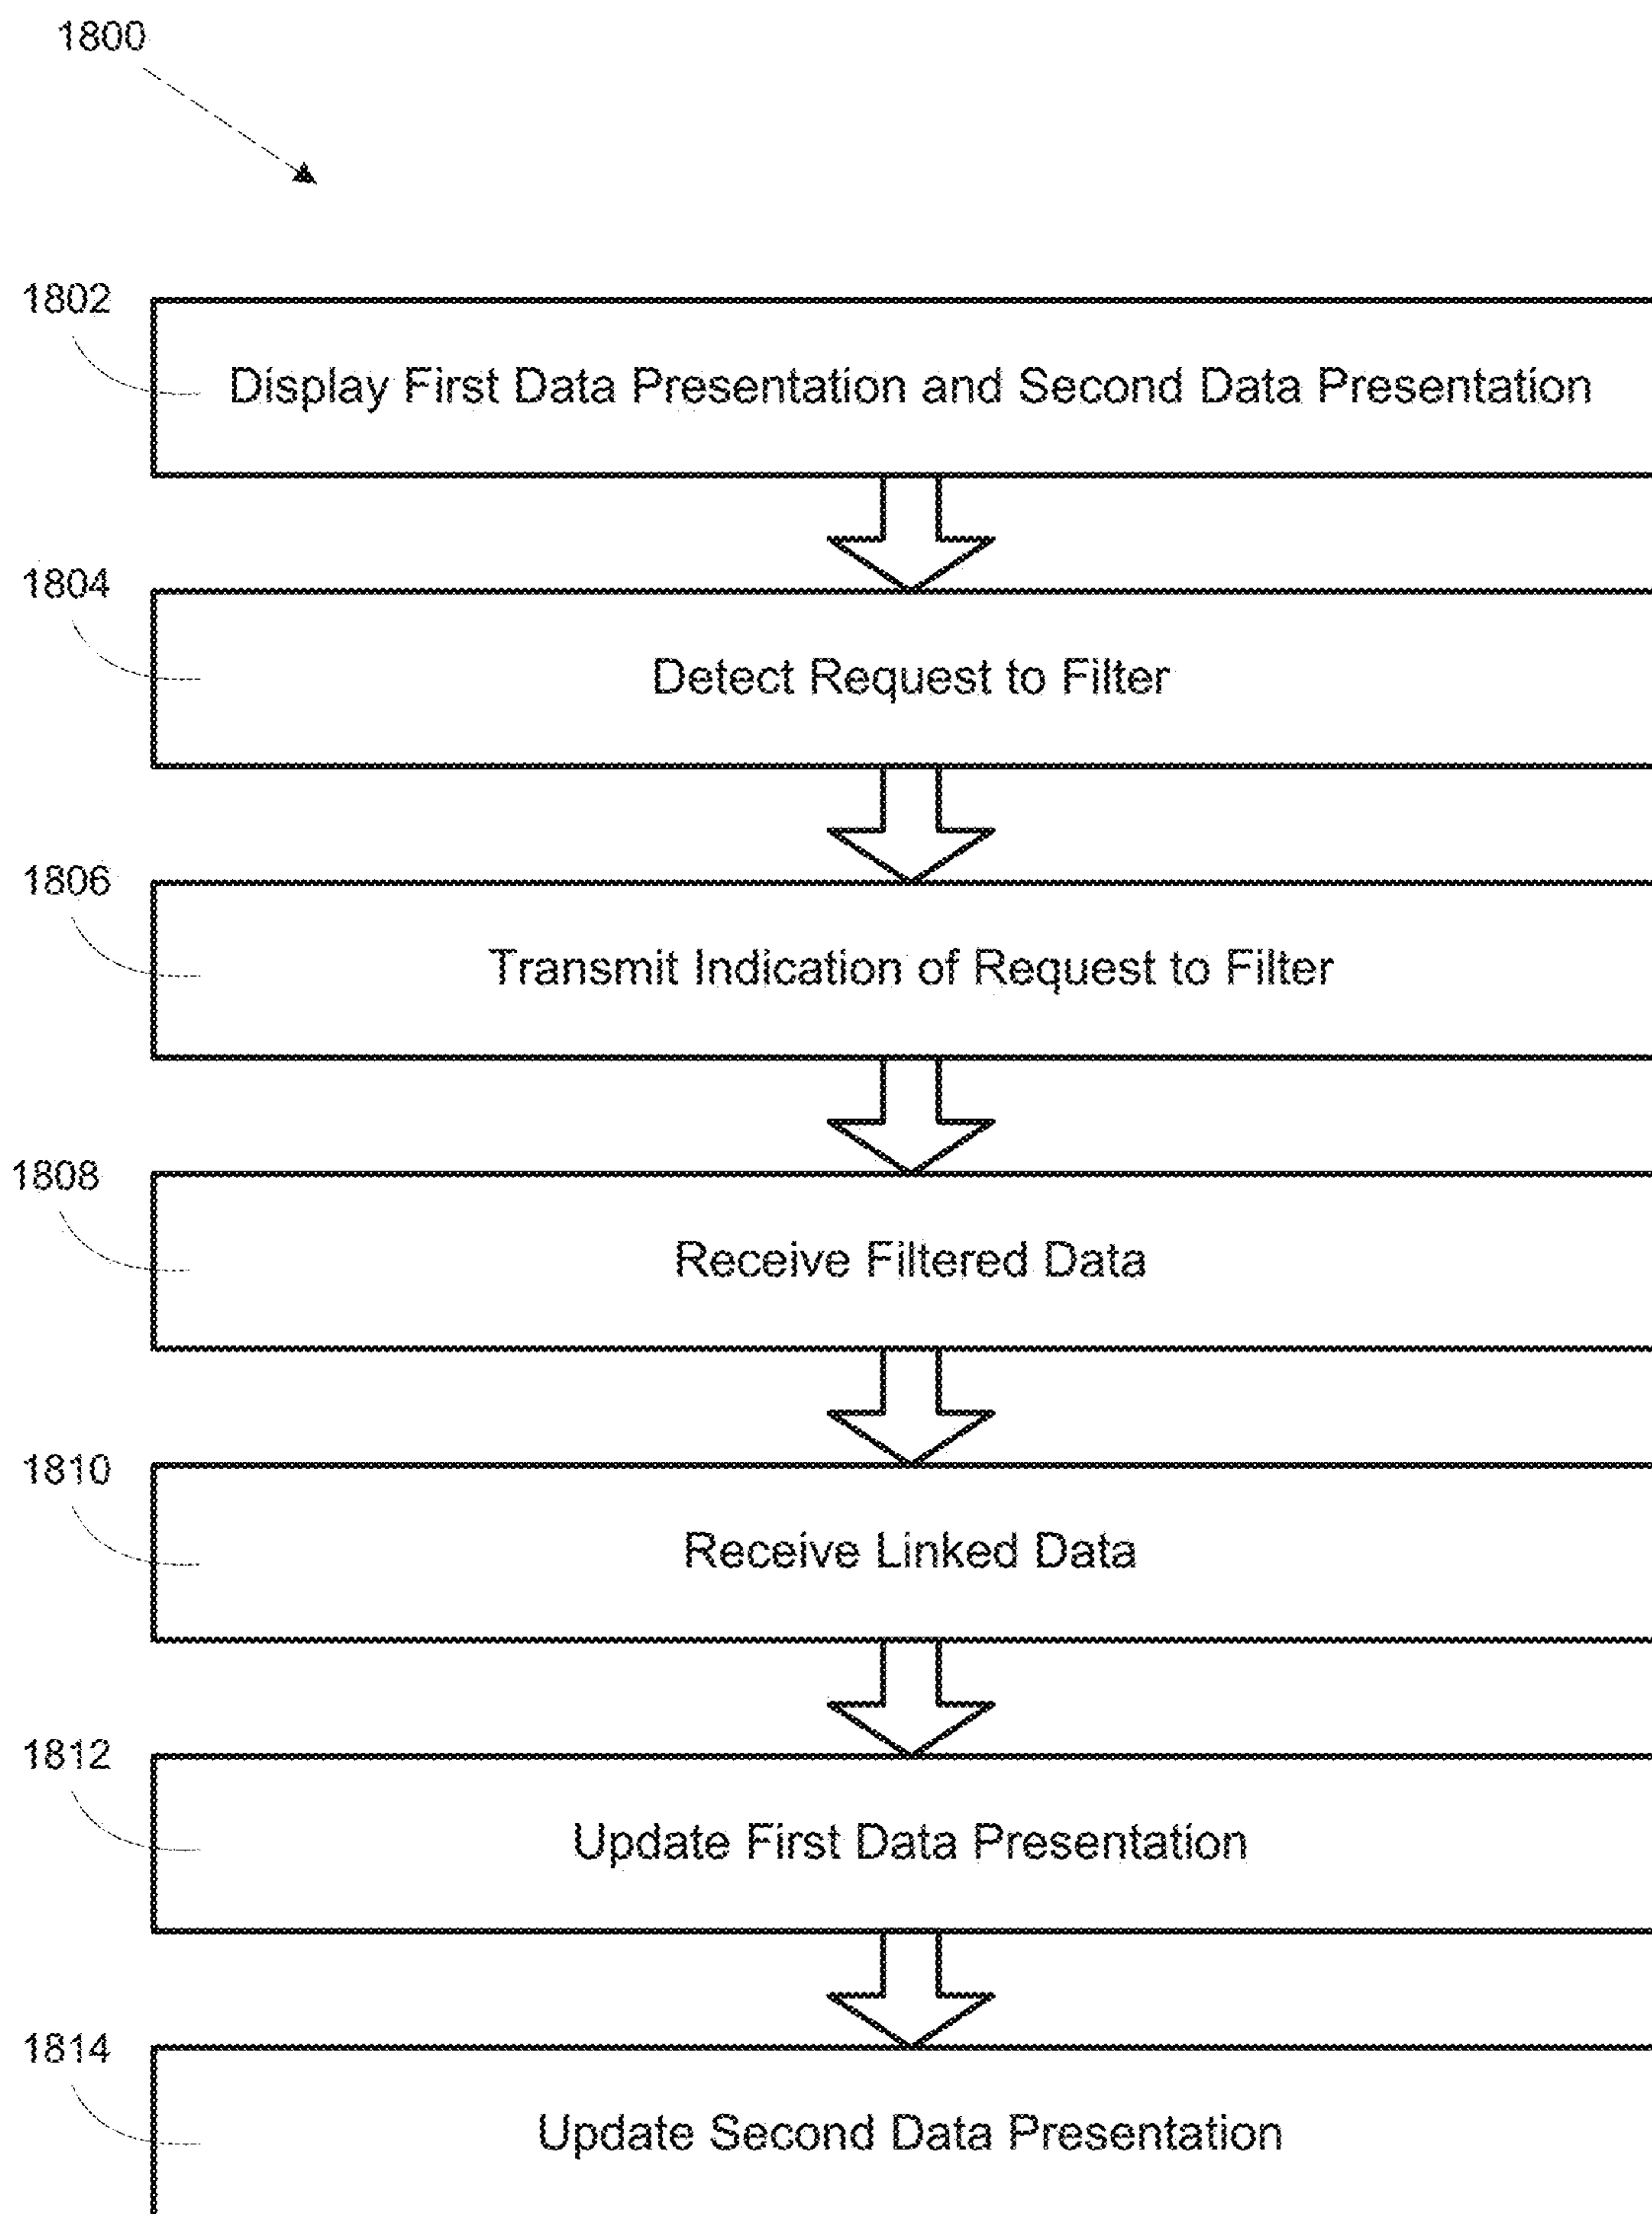 1800
1802
Display First Data Presentation and Second Data Presentation
1804
Detect Request to Filter
1806
Transmit Indication of Request to Filter
1808
Receive Filtered Data
1810
Receive Linked Data
1812
Update First Data Presentation
1814
Update Second Data Presentation